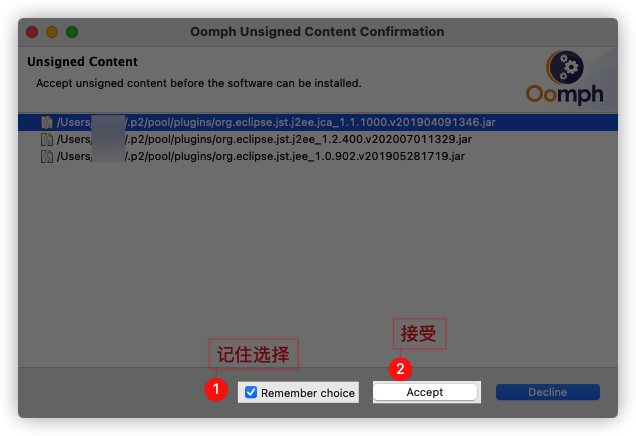 Oomph Unsigned Content Confirmation
Unsigned Content
Accept unsigned content before the software can be installed.
Oomph
/Users/ /.p2/pool/plugins/org.eclipse.jst.j2ee.jca_1.1.1000.v201904091346.jar
/Users/ /.p2/pool/plugins/org.eclipse.jst.j2ee_1.2.400.v202007011329.jar
/Users/ /.p2/pool/plugins/org.eclipse.jst.jee_1.0.902.v201905281719.jar
接受
记住选择
2
1
Remember choice
Accept
Decline